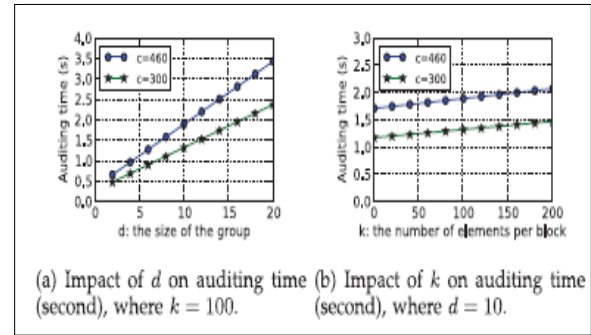 4.0
3.5
3.0
2.5
2.0
1.5
1.0
0.5
0.0
Auditing time (s)
c=460
c=300
0 5 10 15 20
d: the size of the group
(a) Impact of d on auditing time
(second), where k = 100.
3.0
2.5
2.0
1.5
1.0
0.5
0.0
Auditing time (s)
c=460
c=300
0 50 100 150 200
k: the number of elements per block
(b) Impact of k on auditing time
(second), where d = 10.